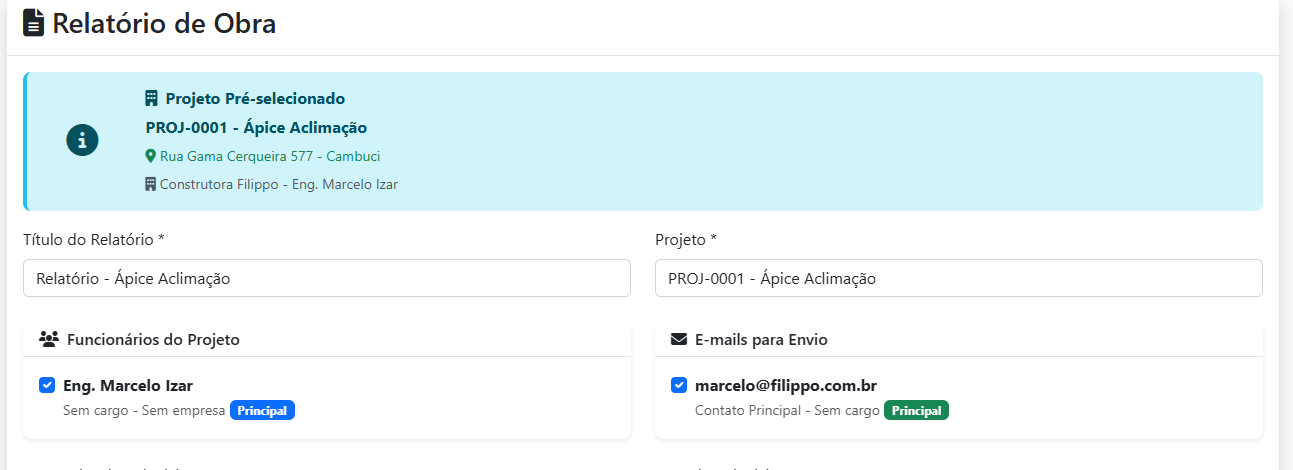 Relatório de Obra
Projeto Pré-selecionado
PROJ-0001 - Ápice Aclimação
Rua Gama Cerqueira 577 - Cambuci
Construtora Filippo - Eng. Marcelo Izar
Título do Relatório *
Projeto *
Relatório - Ápice Aclimação
PROJ-0001 - Ápice Aclimação
Funcionários do Projeto
E-mails para Envio
Eng. Marcelo Izar
marcelo@filippo.com.br
Sem cargo - Sem empresa Principal
Contato Principal - Sem cargo Principal